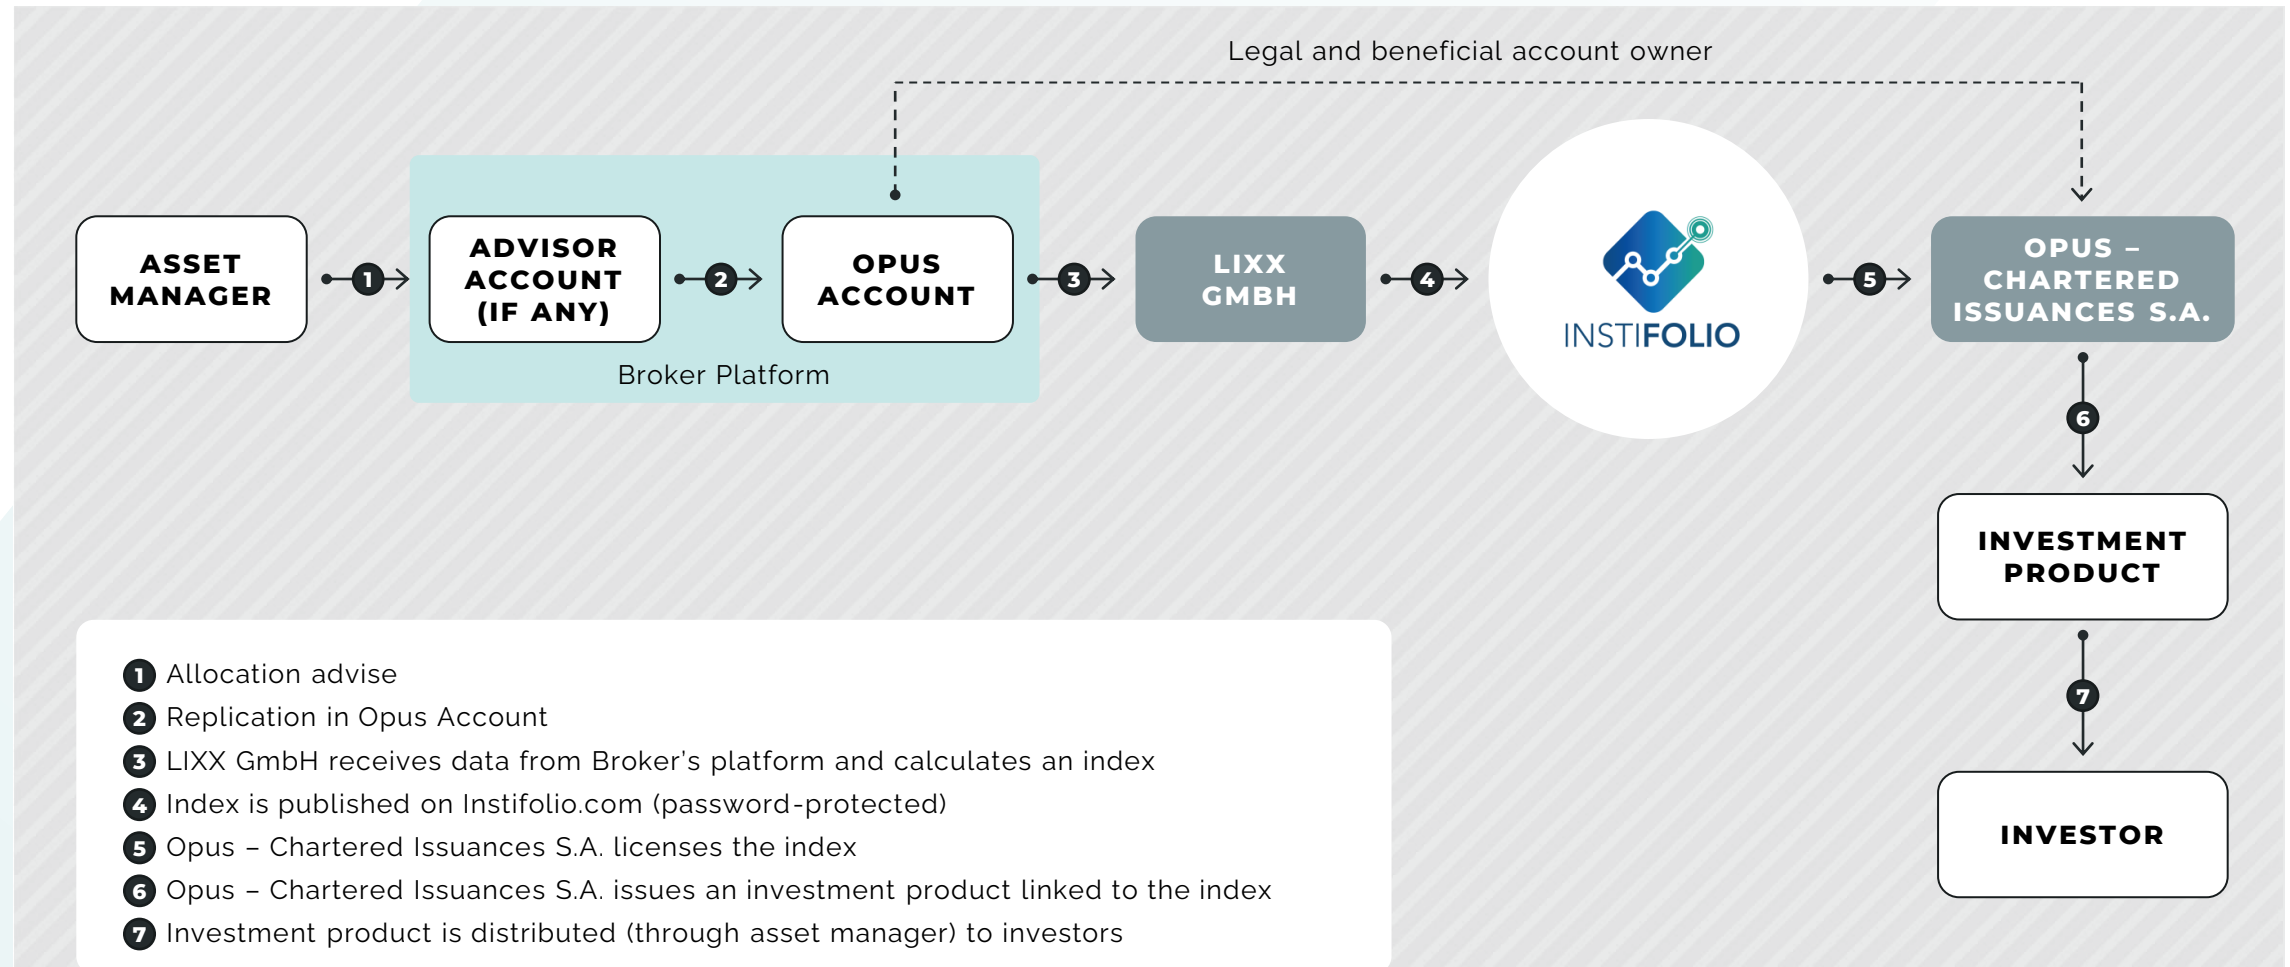 Legal and beneficial account owner
ASSET
MANAGER
1
ADVISOR
ACCOUNT
(IF ANY)
2
OPUS
ACCOUNT
Broker Platform
3
LIXX
GMBH
4
INSTIFOLIO
5
OPUS –
CHARTERED
ISSUANCES S.A.
6
INVESTMENT
PRODUCT
7
INVESTOR
1 Allocation advise
2 Replication in Opus Account
3 LIXX GmbH receives data from Broker’s platform and calculates an index
4 Index is published on Instifolio.com (password-protected)
5 Opus – Chartered Issuances S.A. licenses the index
6 Opus – Chartered Issuances S.A. issues an investment product linked to the index
7 Investment product is distributed (through asset manager) to investors